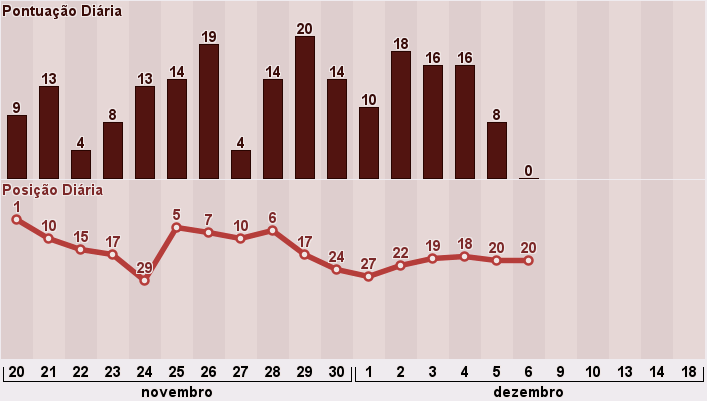 Pontuação Diária
9 13 4 8 13 14 19 4 14 20 14 10 18 16 16 8 0
Posição Diária
1 10 15 17 29 5 7 10 6 17 24 27 22 19 18 20 20
20 21 22 23 24 25 26 27 28 29 30 1 2 3 4 5 6 9 10 13 14 18
novembro dezembro